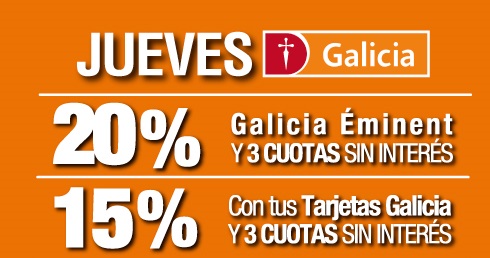 JUEVES Galicia
20% Galicia Éminent
Y 3 CUOTAS SIN INTERÉS
15% Con tus Tarjetas Galicia
Y 3 CUOTAS SIN INTERÉS